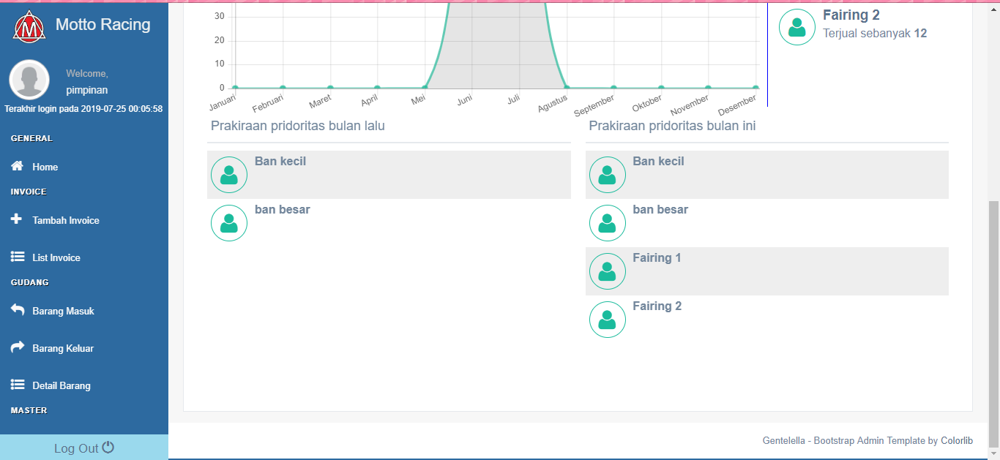 Motto Racing
Welcome,
pimpinan
Terakhir login pada 2019-07-25 00:05:58
GENERAL
Home
INVOICE
Tambah Invoice
List Invoice
GUDANG
Barang Masuk
Barang Keluar
Detail Barang
MASTER
Log Out
30
20
10
0
Januari
Februari
Maret
April
Mei
Juni
Juli
Agustus
September
Oktober
November
Desember
Fairing 2
Terjual sebanyak 12
Prakiraan pridoritas bulan lalu
Ban kecil
ban besar
Prakiraan pridoritas bulan ini
Ban kecil
ban besar
Fairing 1
Fairing 2
Gentelella - Bootstrap Admin Template by Colorlib